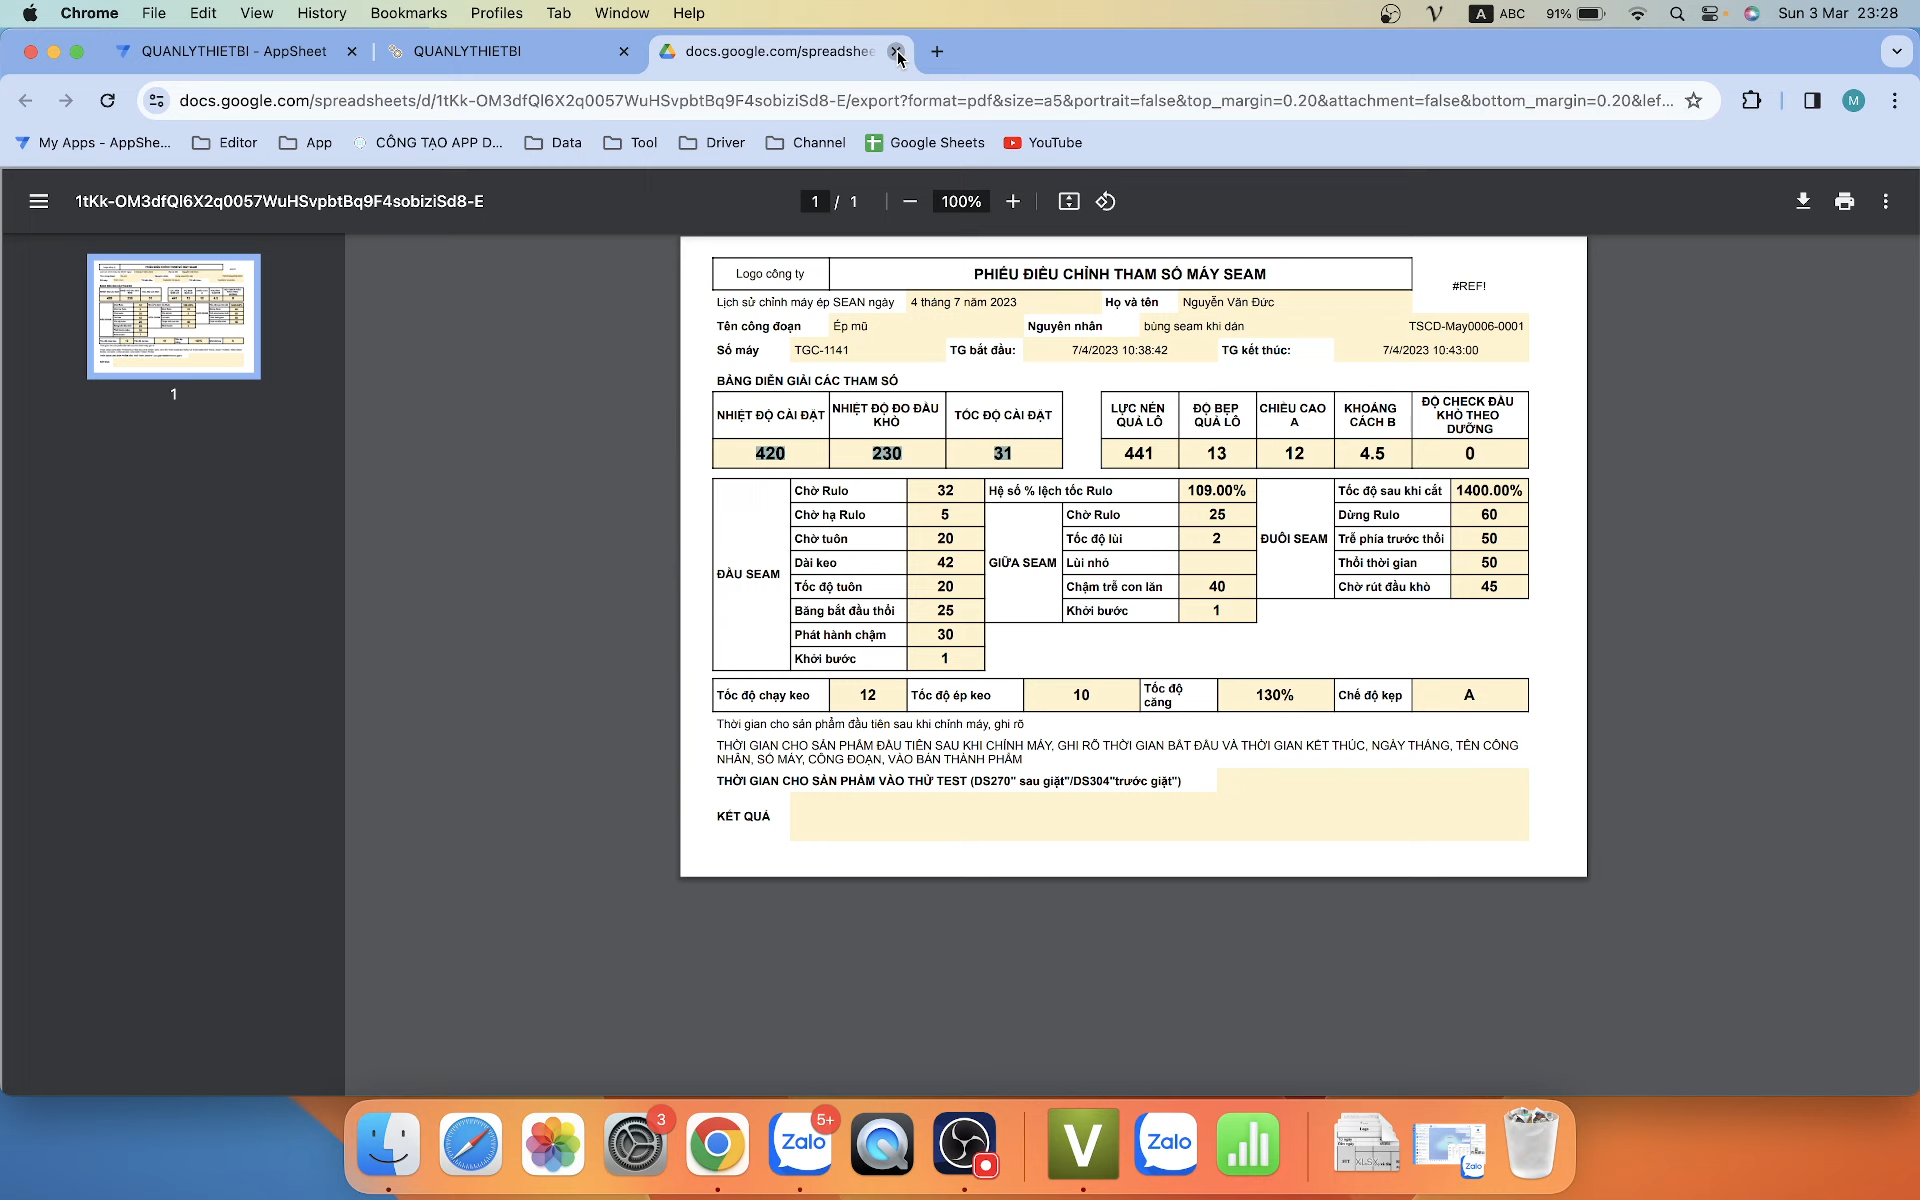 Chrome File Edit View History Bookmarks Profiles Tab Window Help A ABC 91% Sun 3 Mar 23:28
QUANLYTHIETBI - AppSheet QUANLYTHIETBI docs.google.com/spreadshee
docs.google.com/spreadsheets/d/1tKk-OM3dfQl6X2q0057WuHSvpbtBq9F4sobiziSd8-E/export?format=pdf&size=a5&portrait=false&top_margin=0.20&attachment=false&bottom_margin=0.20&lef... M
My Apps - AppShe... Editor App CÔNG TẠO APP D... Data Tool Driver Channel Google Sheets YouTube
1tKk-OM3dfQl6X2q0057WuHSvpbtBq9F4sobiziSd8-E 1 / 1 100%
1
Logo công ty PHIẾU ĐIỀU CHỈNH THAM SỐ MÁY SEAM
#REF!
Lịch sử chỉnh máy ép SEAN ngày 4 tháng 7 năm 2023 Họ và tên Nguyễn Văn Đức
Tên công đoạn Ép mũ Nguyên nhân bùng seam khi dán TSCD-May0006-0001
Số máy TGC-1141 TG bắt đầu: 7/4/2023 10:38:42 TG kết thúc: 7/4/2023 10:43:00
BẢNG DIỄN GIẢI CÁC THAM SỐ
NHIỆT ĐỘ CÀI ĐẶT NHIỆT ĐỘ ĐO ĐẦU KHÒ TỐC ĐỘ CÀI ĐẶT LỰC NÉN QUẢ LÔ ĐỘ BẸP QUẢ LÔ CHIỀU CAO A KHOẢNG CÁCH B ĐỘ CHECK ĐẦU KHÒ THEO DƯỠNG
420 230 31 441 13 12 4.5 0
ĐẦU SEAM
Chờ Rulo 32
Chờ hạ Rulo 5
Chờ tuôn 20
Dài keo 42
Tốc độ tuôn 20
Băng bắt đầu thổi 25
Phát hành chậm 30
Khởi bước 1
Hệ số % lệch tốc Rulo 109.00%
GIỮA SEAM
Chờ Rulo 25
Tốc độ lùi 2
Lùi nhỏ
Chậm trễ con lăn 40
Khởi bước 1
ĐUÔI SEAM
Tốc độ sau khi cắt 1400.00%
Dừng Rulo 60
Trễ phía trước thổi 50
Thổi thời gian 50
Chờ rút đầu khò 45
Tốc độ chạy keo 12 Tốc độ ép keo 10 Tốc độ căng 130% Chế độ kẹp A
Thời gian cho sản phẩm đầu tiên sau khi chỉnh máy, ghi rõ
THỜI GIAN CHO SẢN PHẨM ĐẦU TIÊN SAU KHI CHỈNH MÁY, GHI RÕ THỜI GIAN BẮT ĐẦU VÀ THỜI GIAN KẾT THÚC, NGÀY THÁNG, TÊN CÔNG
NHÂN, SỐ MÁY, CÔNG ĐOẠN, VÀO BÁN THÀNH PHẨM
THỜI GIAN CHO SẢN PHẨM VÀO THỬ TEST (DS270" sau giặt"/DS304"trước giặt")
KẾT QUẢ
3 Zalo 5+ V Zalo XLSX Zalo